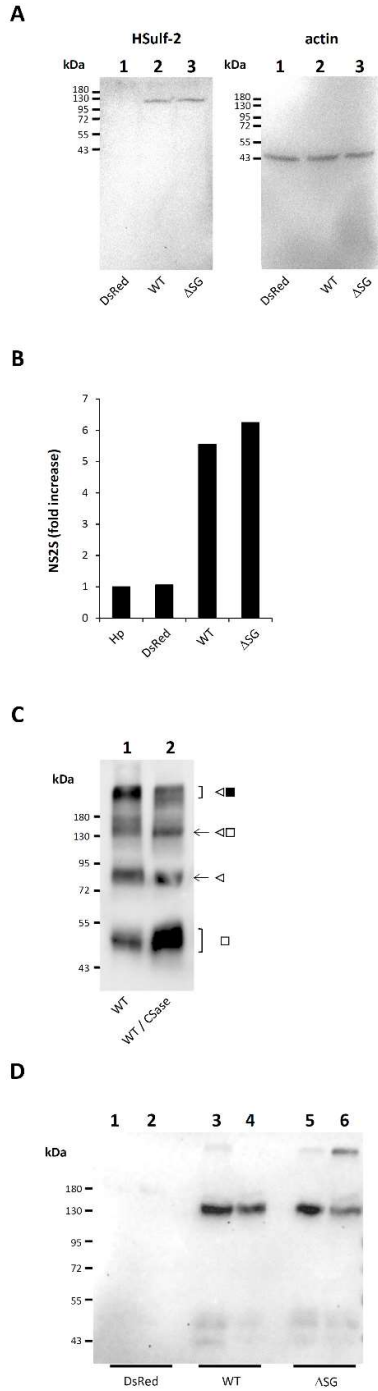 A
HSulf-2 actin
kDa 1 2 3 kDa 1 2 3
180 180
130 130
95 95
72 72
55 55
43 43
DsRed WT ΔSG DsRed WT ΔSG
B
NS2S (fold increase)
7
6
5
4
3
2
1
0
Hp DsRed WT ΔSG
C
1 2
kDa
180
130
95
72
55
43
WT WT / CSase
D
1 2 3 4 5 6
kDa
180
130
95
72
55
43
DsRed WT ΔSG